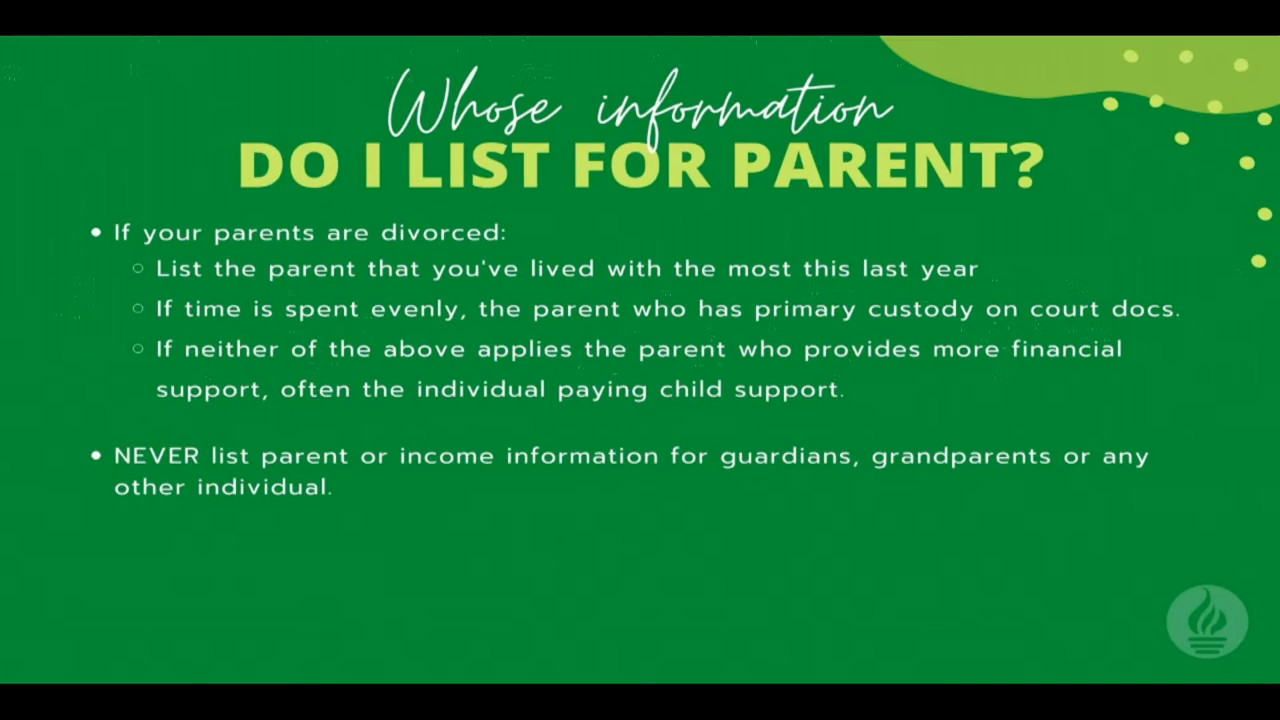 Whose information
DO I LIST FOR PARENT?
• If your parents are divorced:
○ List the parent that you've lived with the most this last year
○ If time is spent evenly, the parent who has primary custody on court docs.
○ If neither of the above applies the parent who provides more financial
support, often the individual paying child support.
• NEVER list parent or income information for guardians, grandparents or any
other individual.